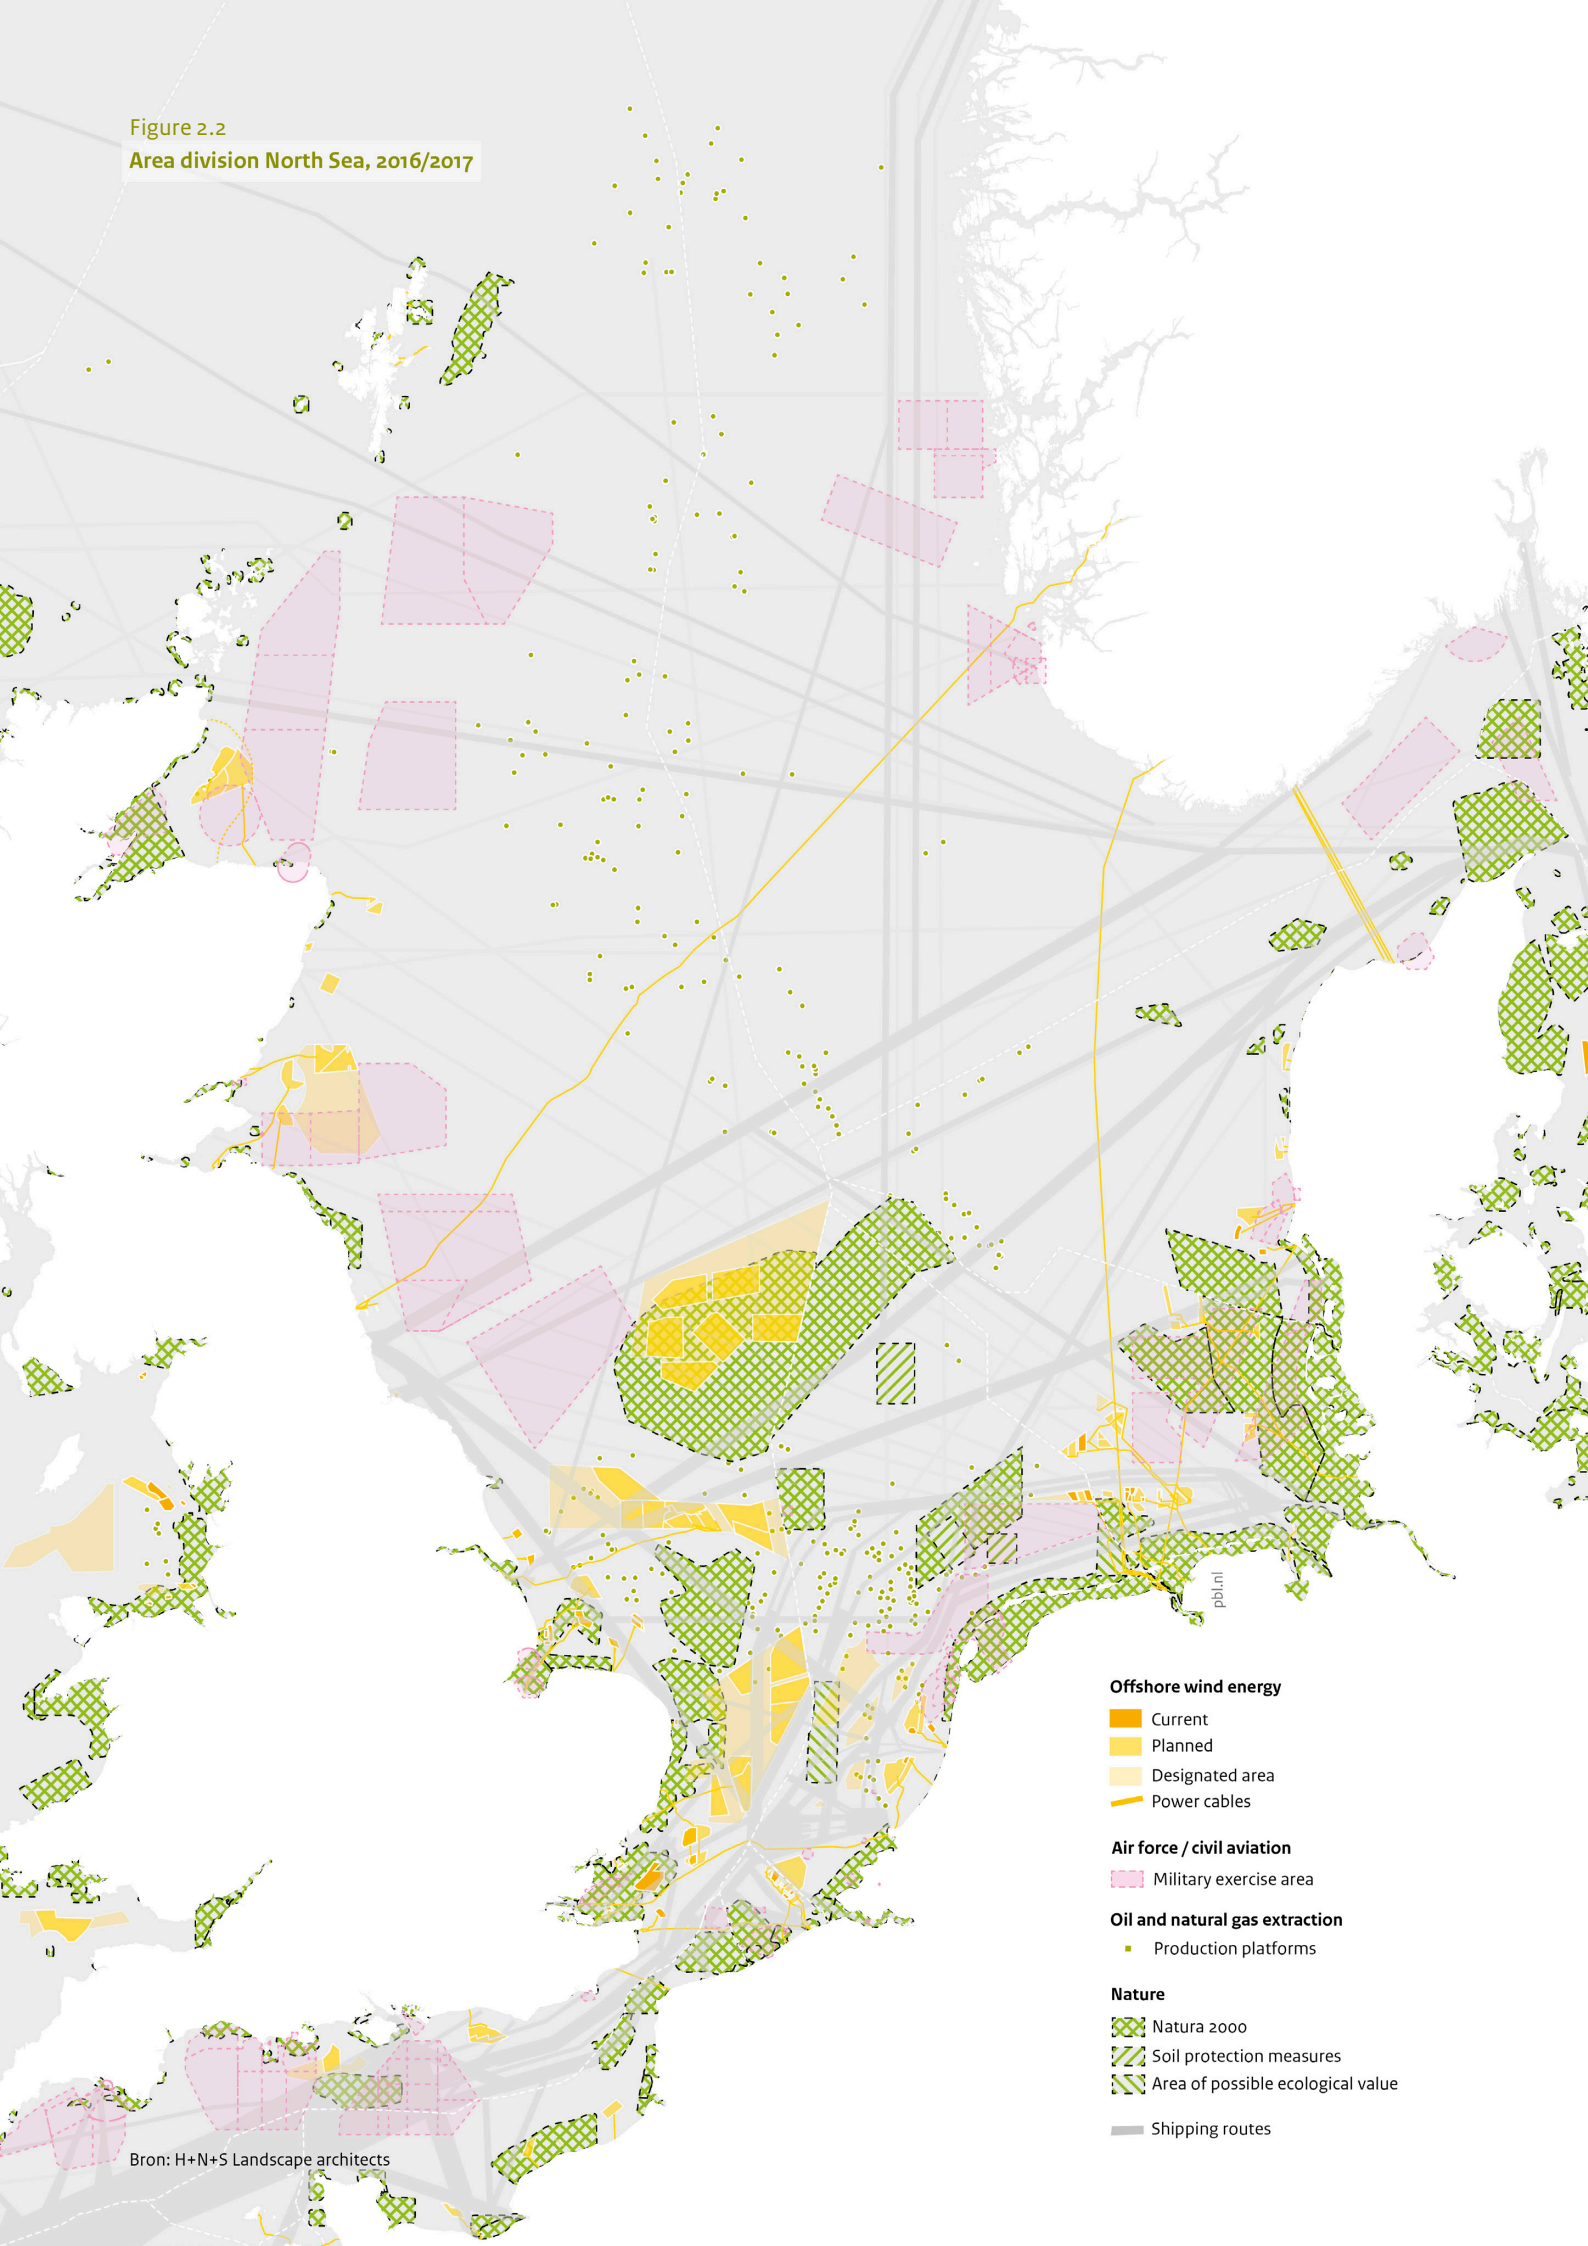 Figure 2.2
Area division North Sea, 2016/2017
pbl.nl
Offshore wind energy
Current
Planned
Designated area
Power cables
Air force / civil aviation
Military exercise area
Oil and natural gas extraction
Production platforms
Nature
Natura 2000
Soil protection measures
Area of possible ecological value
Shipping routes
Bron: H+N+S Landscape architects